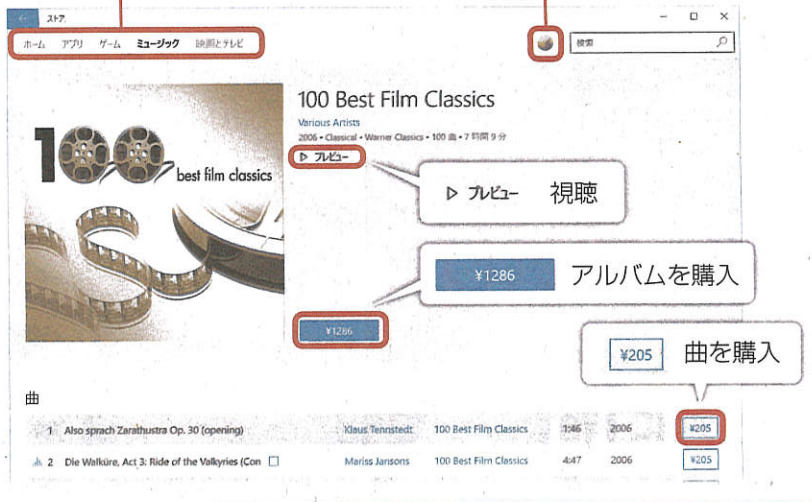 ストア
ホーム アプリ ゲーム ミュージック 映画とテレビ
検索
100 best film classics
100 Best Film Classics
Various Artists
2006 • Classical • Warner Classics • 100 曲 • 7 時間 9 分
▷ プレビュー
▷ プレビュー 視聴
¥1286 アルバムを購入
¥1286
¥205 曲を購入
曲
1 Also sprach Zarathustra Op. 30 (opening) Klaus Tennstedt 100 Best Film Classics 1:46 2006 ¥205
2 Die Walküre, Act 3: Ride of the Valkyries (Con Mariss Jansons 100 Best Film Classics 4:47 2006 ¥205